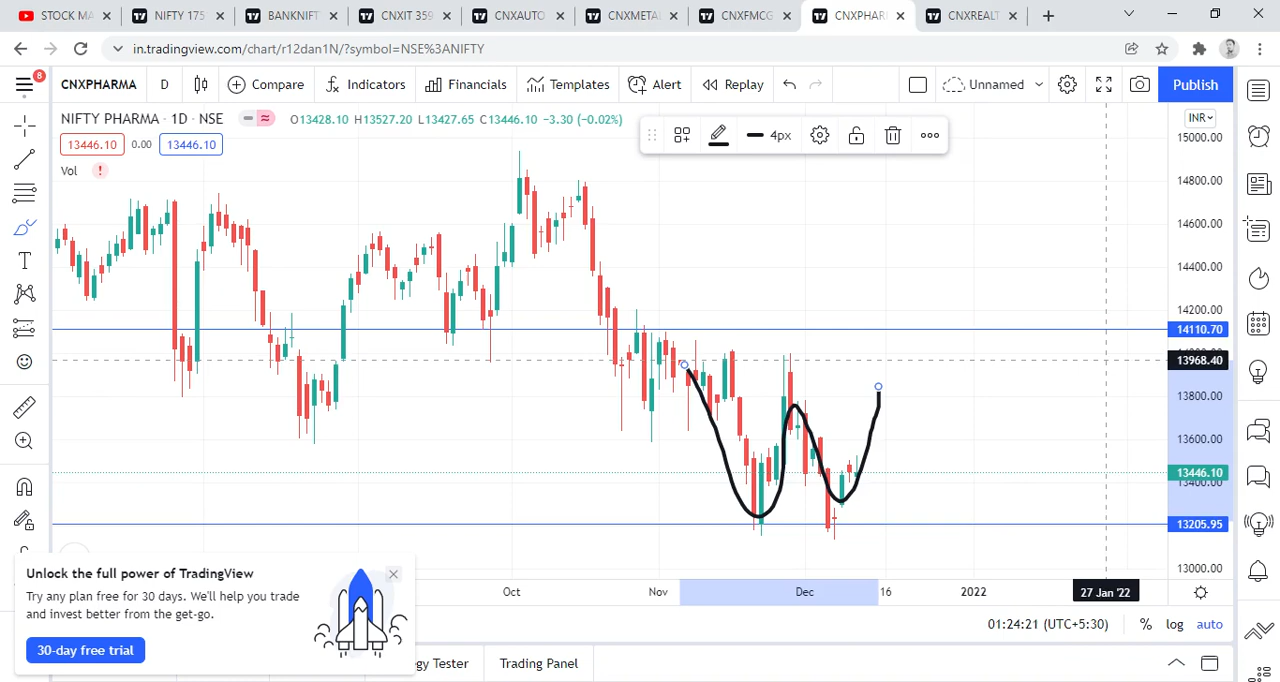 STOCK MA
NIFTY 175
BANKNIFT
CNXIT 359
CNXAUTO
CNXMETAL
CNXFMCG
CNXPHAR
CNXREALT
in.tradingview.com/chart/r12dan1N/?symbol=NSE%3ANIFTY
8
CNXPHARMA
D
Compare
Indicators
Financials
Templates
Alert
Replay
Unnamed
Publish
NIFTY PHARMA · 1D · NSE
O13428.10 H13527.20 L13427.65 C13446.10 -3.30 (-0.02%)
13446.10 0.00 13446.10
Vol
4px
INR
15000.00
14800.00
14600.00
14400.00
14200.00
14110.70
13968.40
13800.00
13600.00
13446.10
13400.00
13205.95
13000.00
Oct
Nov
Dec
16
2022
27 Jan '22
01:24:21 (UTC+5:30)
%
log
auto
Unlock the full power of TradingView
Try any plan free for 30 days. We'll help you trade
and invest better from the get-go.
30-day free trial
gy Tester
Trading Panel